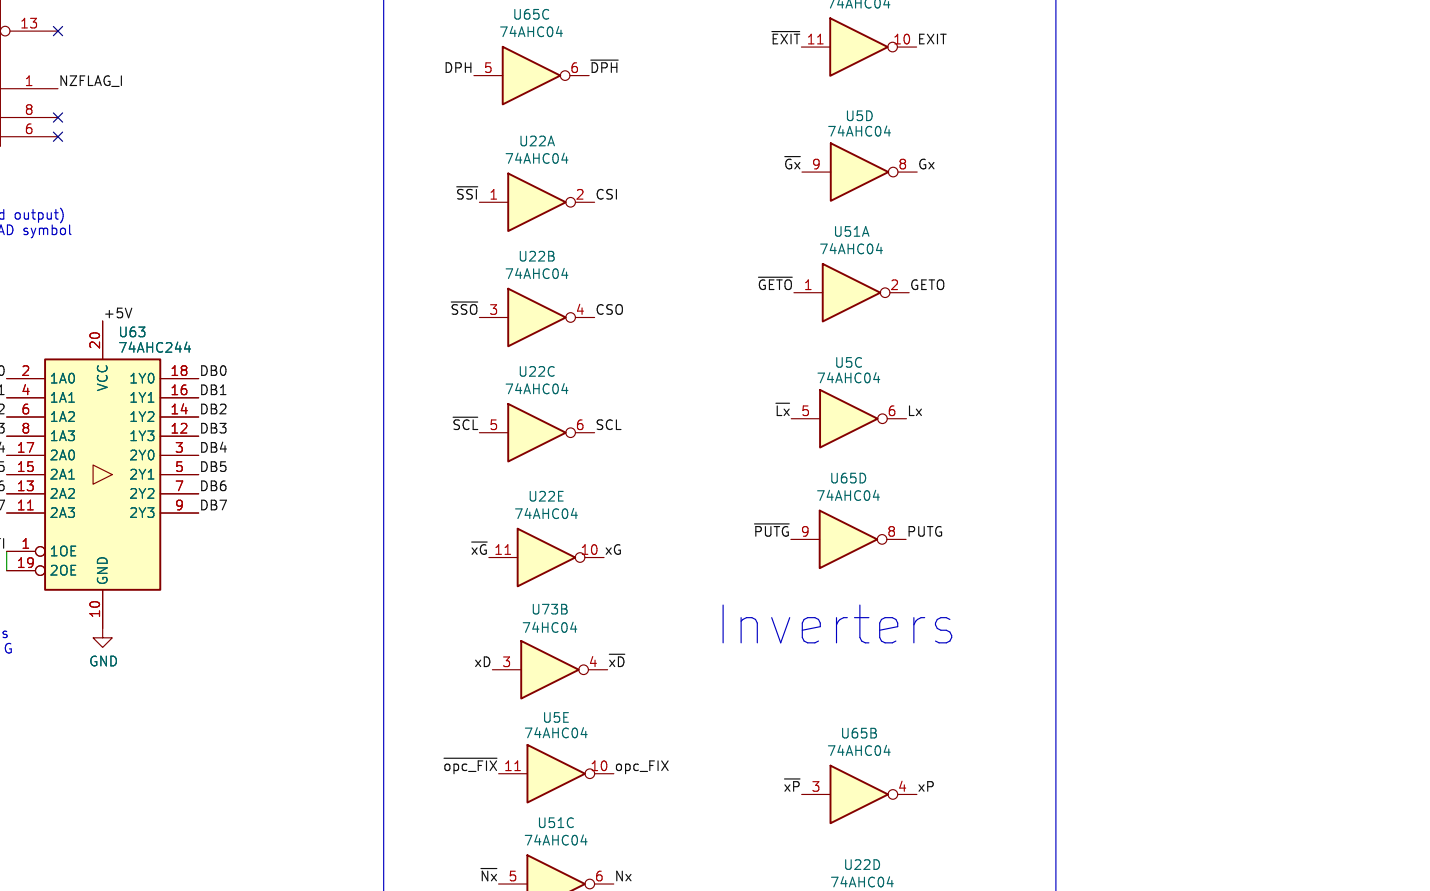 13
1 NZFLAG_I
8
6
d output)
AD symbol
+5V
20
U63
74AHC244
VCC
2 1A0 1Y0 18 DB0
4 1A1 1Y1 16 DB1
6 1A2 1Y2 14 DB2
8 1A3 1Y3 12 DB3
17 2A0 2Y0 3 DB4
15 2A1 2Y1 5 DB5
13 2A2 2Y2 7 DB6
11 2A3 2Y3 9 DB7
1 1OE
19 2OE
GND
10
GND
s
G
U65C
74AHC04
DPH 5 6 DPH
U22A
74AHC04
SSI 1 2 CSI
U22B
74AHC04
SSO 3 4 CSO
U22C
74AHC04
SCL 5 6 SCL
U22E
74AHC04
xG 11 10 xG
U73B
74HC04
xD 3 4 xD
U5E
74AHC04
opc_FIX 11 10 opc_FIX
U51C
74AHC04
Nx 5 6 Nx
74AHC04
EXIT 11 10 EXIT
U5D
74AHC04
Gx 9 8 Gx
U51A
74AHC04
GETO 1 2 GETO
U5C
74AHC04
Lx 5 6 Lx
U65D
74AHC04
PUTG 9 8 PUTG
Inverters
U65B
74AHC04
xP 3 4 xP
U22D
74AHC04